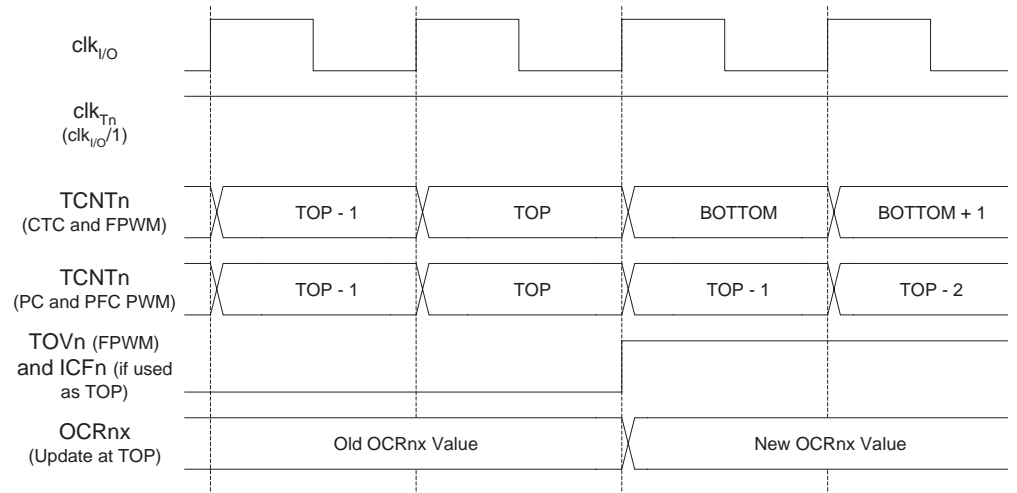 clkI/O
clkTn
(clkI/O/1)
TCNTn
(CTC and FPWM)
TOP - 1 TOP BOTTOM BOTTOM + 1
TCNTn
(PC and PFC PWM)
TOP - 1 TOP TOP - 1 TOP - 2
TOVn (FPWM)
and ICFn (if used
as TOP)
OCRnx
(Update at TOP)
Old OCRnx Value New OCRnx Value